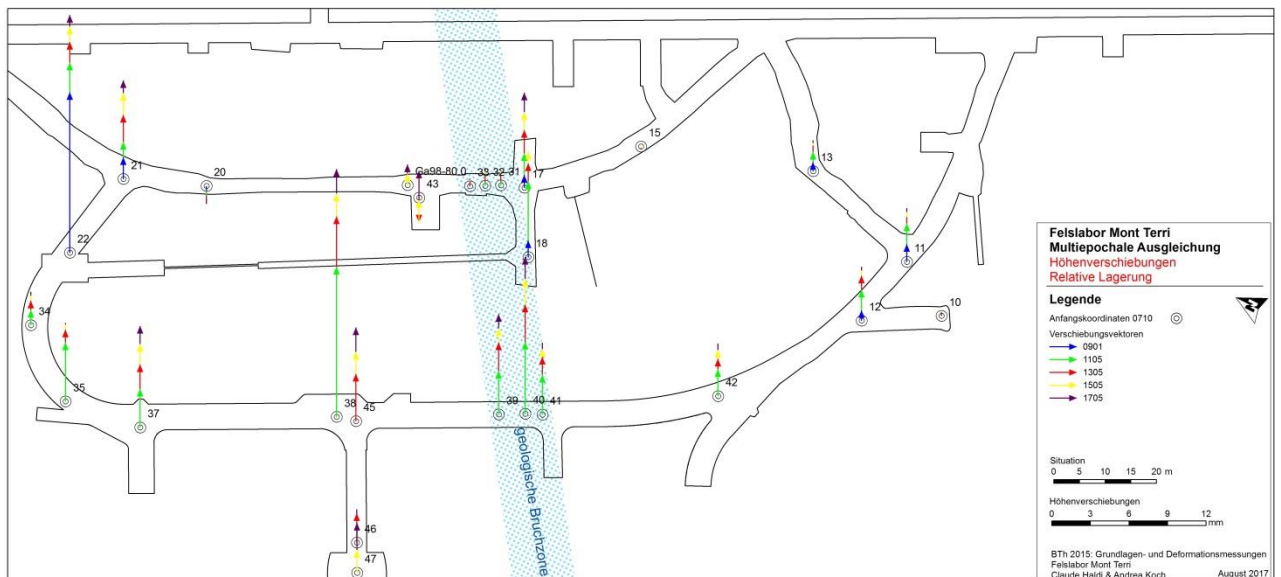 15
13
21
20
Ga98-80.0
33
32
31
17
43
22
18
11
34
12
10
35
42
37
38
45
39
40
41
geologische Bruchzone
46
47
Felslabor Mont Terri
Multiepochale Ausgleichung
Höhenverschiebungen
Relative Lagerung
Legende
Anfangskoordinaten 0710
N
Verschiebungsvektoren
0901
1105
1305
1505
1705
Situation
0 5 10 15 20 m
Höhenverschiebungen
0 3 6 9 12
mm
BTh 2015: Grundlagen- und Deformationsmessungen
Felslabor Mont Terri
Claude Haldi & Andrea Koch August 2017